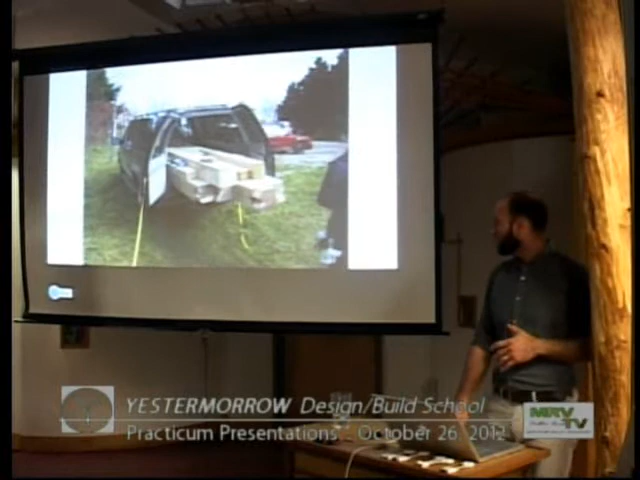 YESTERMORROW Design/Build School
Practicum Presentations - October 26, 2012
MRV
TV